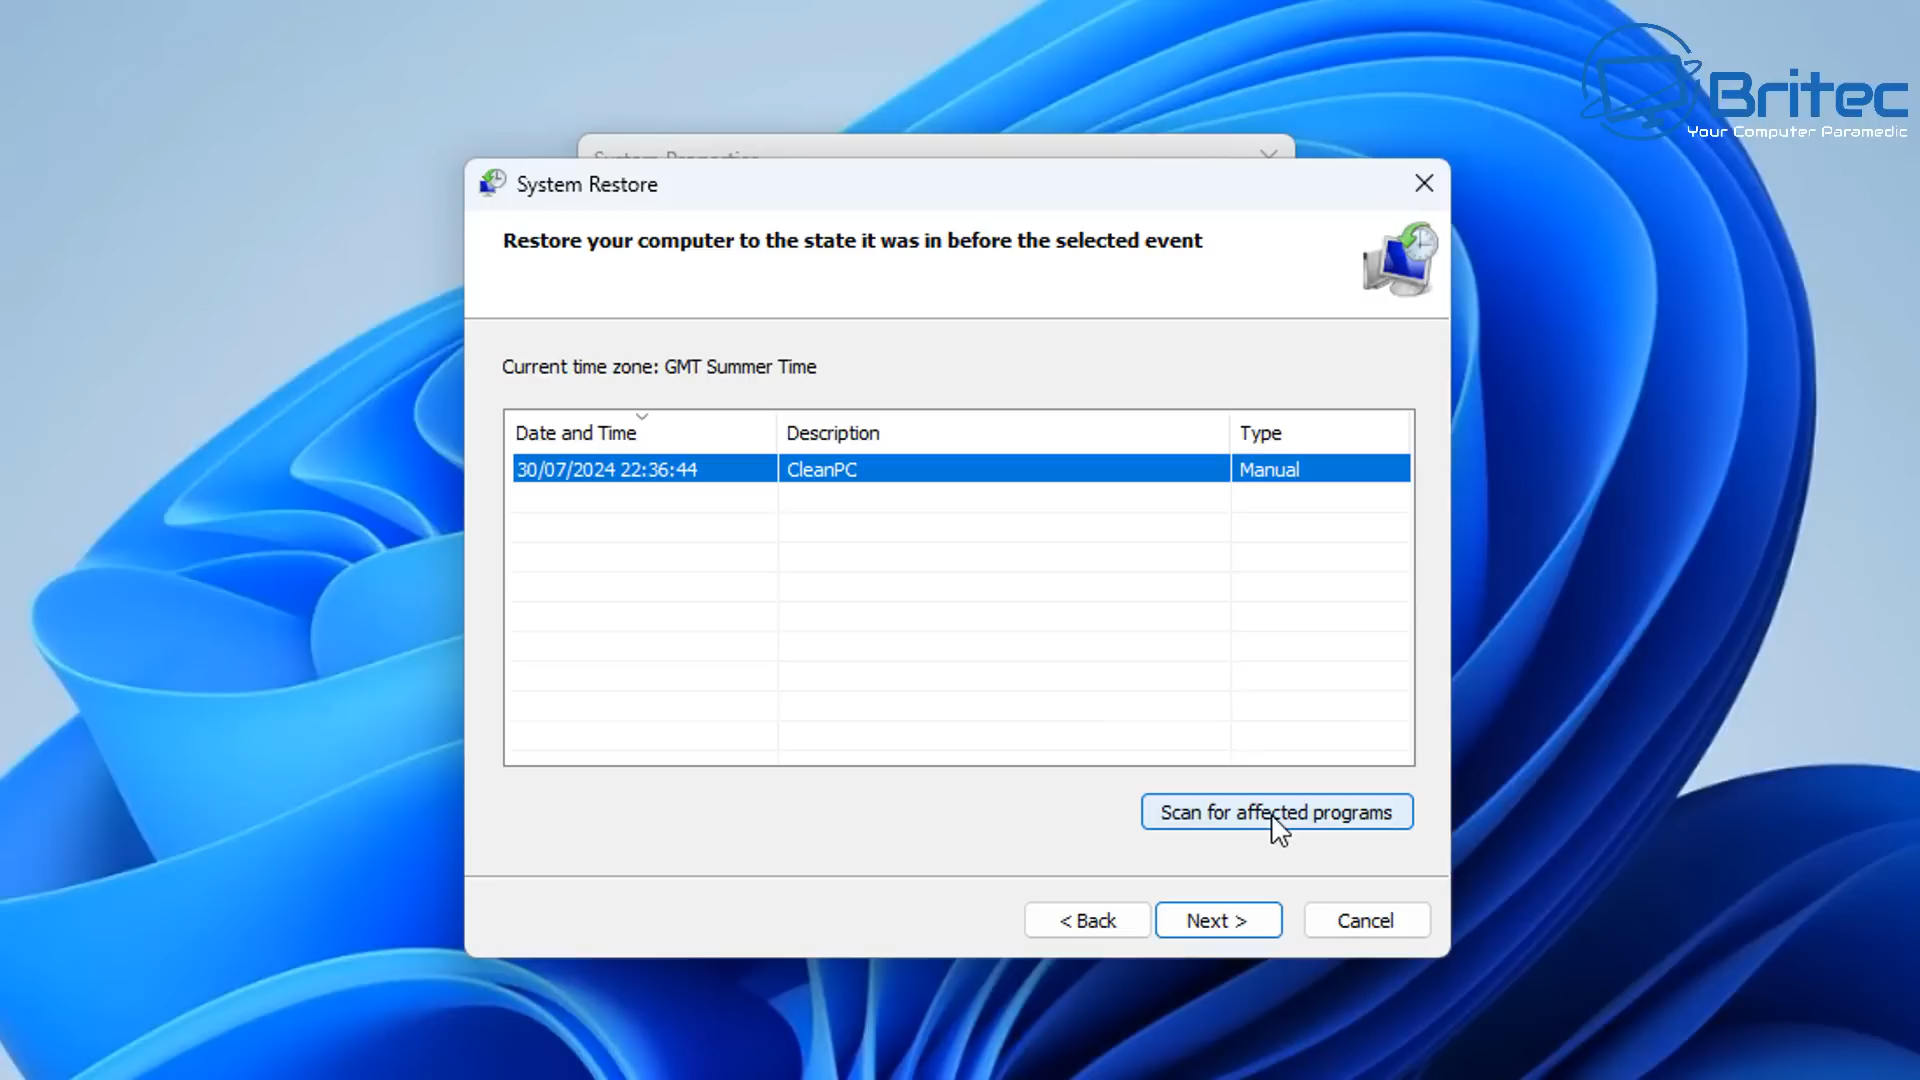 Britec
Your Computer Paramedic
System Properties
System Restore
Restore your computer to the state it was in before the selected event
Current time zone: GMT Summer Time
Date and Time Description Type
30/07/2024 22:36:44 CleanPC Manual
Scan for affected programs
< Back Next > Cancel